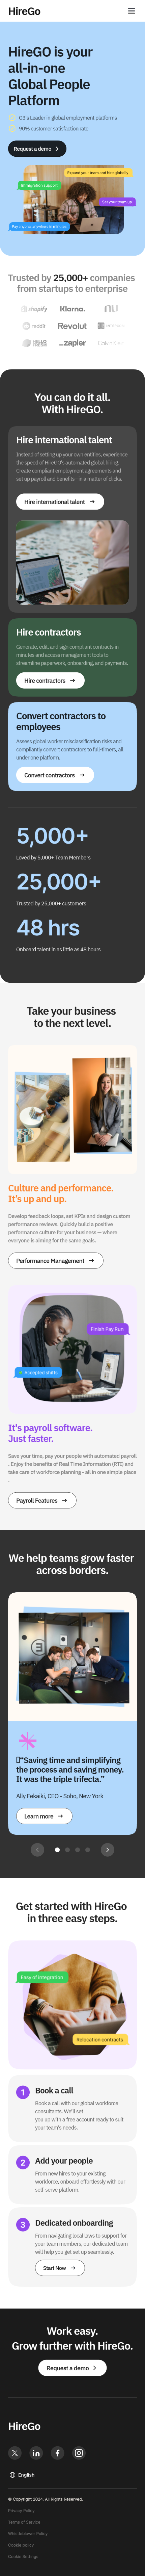 HireGo
HireGO is your
all-in-one
Global People
Platform
G3's Leader in global employment platforms
90% customer satisfaction rate
Request a demo
Expand your team and hire globally
Immigration support
Set your team up
Pay anyone, anywhere in minutes
Trusted by 25,000+ companies
from startups to enterprise
shopify
Klarna.
reddit
Revolut
zapier
You can do it all.
With HireGO.
Hire international talent
Instead of setting up your own entities, experience
the speed of HireGO's automated global hiring.
Create compliant employment agreements and
set up payroll and benefits—in a matter of clicks.
Hire international talent
Hire contractors
Generate, edit, and sign compliant contracts in
minutes and access management tools to
streamline paperwork, onboarding, and payments.
Hire contractors
Convert contractors to
employees
Assess global worker misclassification risks and
compliantly convert contractors to full-timers, all
under one platform.
Convert contractors
5,000+
Loved by 5,000+ Team Members
25,000+
Trusted by 25,000+ customers
48 hrs
Onboard talent in as little as 48 hours
Take your business
to the next level.
Culture and performance.
It's up and up.
Develop feedback loops, set KPIs and design custom
performance reviews. Quickly build a positive
performance culture for your business — where
everyone is aiming for the same goals.
Performance Management
Finish Pay Run
Accepted shifts
It's payroll software.
Just faster.
Save your time, pay your people with automated payroll
. Enjoy the benefits of Real Time Information (RTI) and
take care of workforce planning - all in one simple place
.
Payroll Features
We help teams grow faster
across borders.
“Saving time and simplifying
the process and saving money.
It was the triple trifecta.”
Ally Fekaiki, CEO - Soho, New York
Learn more
Get started with HireGo
in three easy steps.
Easy of integration
Relocation contracts
1
Book a call
Book a call with our global workforce
consultants. We'll set
you up with a free account ready to suit
your team's needs.
2
Add your people
From new hires to your existing
workforce, onboard effortlessly with our
self-serve platform.
3
Dedicated onboarding
From navigating local laws to support for
your team members, our dedicated team
will help you get set up seamlessly.
Start Now
Work easy.
Grow further with HireGo.
Request a demo
HireGo
English
© Copyright 2024. All Rights Reserved.
Privacy Policy
Terms of Service
Whistleblower Policy
Cookie policy
Cookie Settings